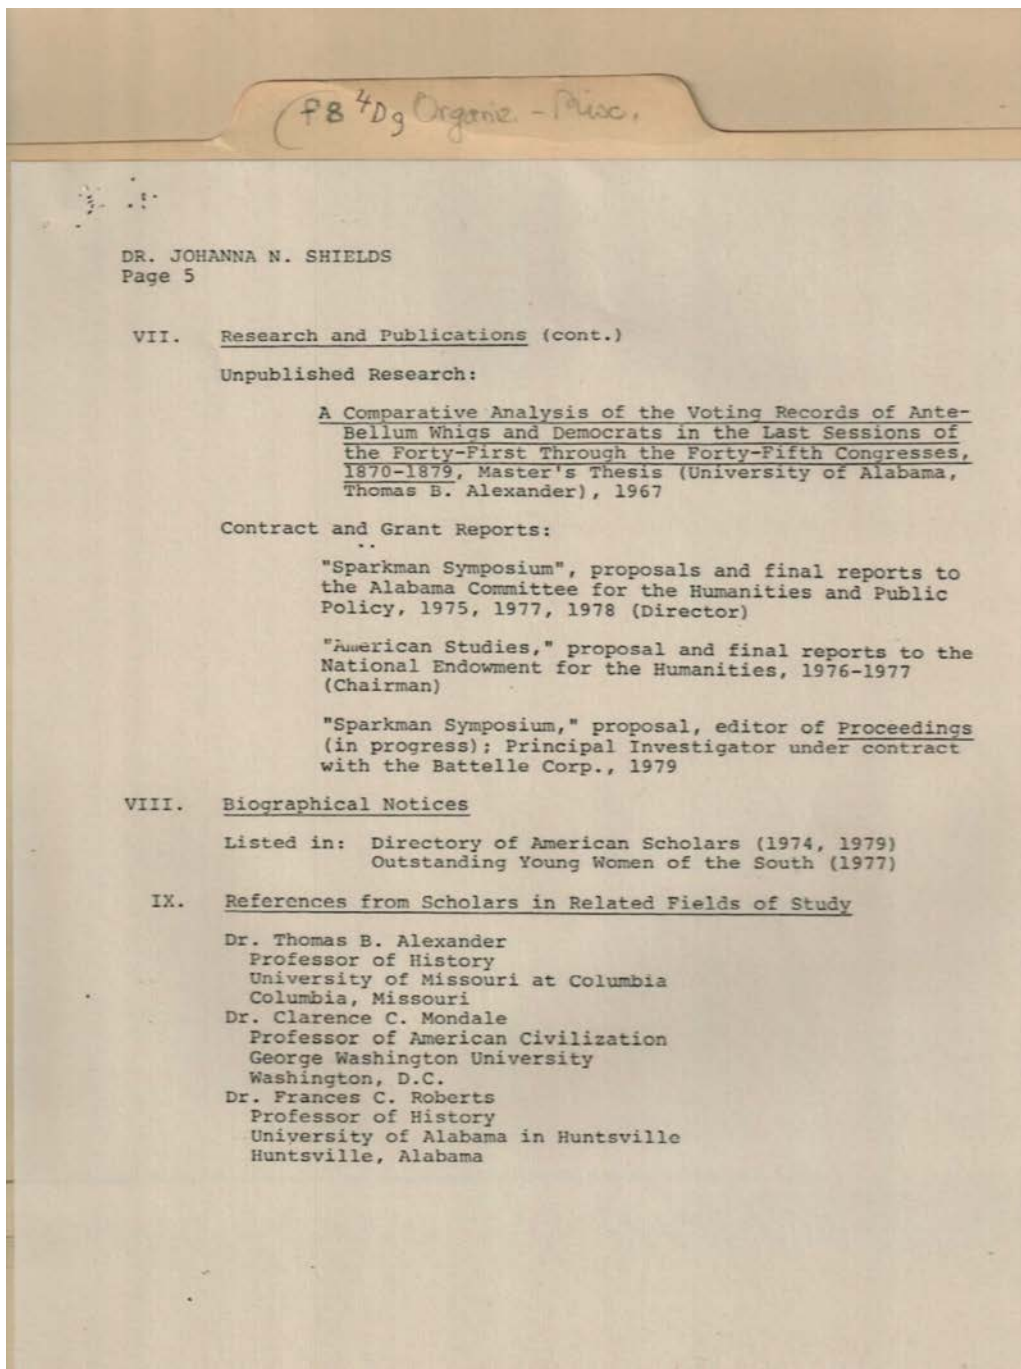 f8 4Dg Organiz. - Misc.
DR. JOHANNA N. SHIELDS
Page 5
VII. Research and Publications (cont.)
Unpublished Research:
A Comparative Analysis of the Voting Records of Ante-
Bellum Whigs and Democrats in the Last Sessions of
the Forty-First Through the Forty-Fifth Congresses,
1870-1879, Master's Thesis (University of Alabama,
Thomas B. Alexander), 1967
Contract and Grant Reports:
"Sparkman Symposium", proposals and final reports to
the Alabama Committee for the Humanities and Public
Policy, 1975, 1977, 1978 (Director)
"American Studies," proposal and final reports to the
National Endowment for the Humanities, 1976-1977
(Chairman)
"Sparkman Symposium," proposal, editor of Proceedings
(in progress); Principal Investigator under contract
with the Battelle Corp., 1979
VIII. Biographical Notices
Listed in: Directory of American Scholars (1974, 1979)
Outstanding Young Women of the South (1977)
IX. References from Scholars in Related Fields of Study
Dr. Thomas B. Alexander
Professor of History
University of Missouri at Columbia
Columbia, Missouri
Dr. Clarence C. Mondale
Professor of American Civilization
George Washington University
Washington, D.C.
Dr. Frances C. Roberts
Professor of History
University of Alabama in Huntsville
Huntsville, Alabama